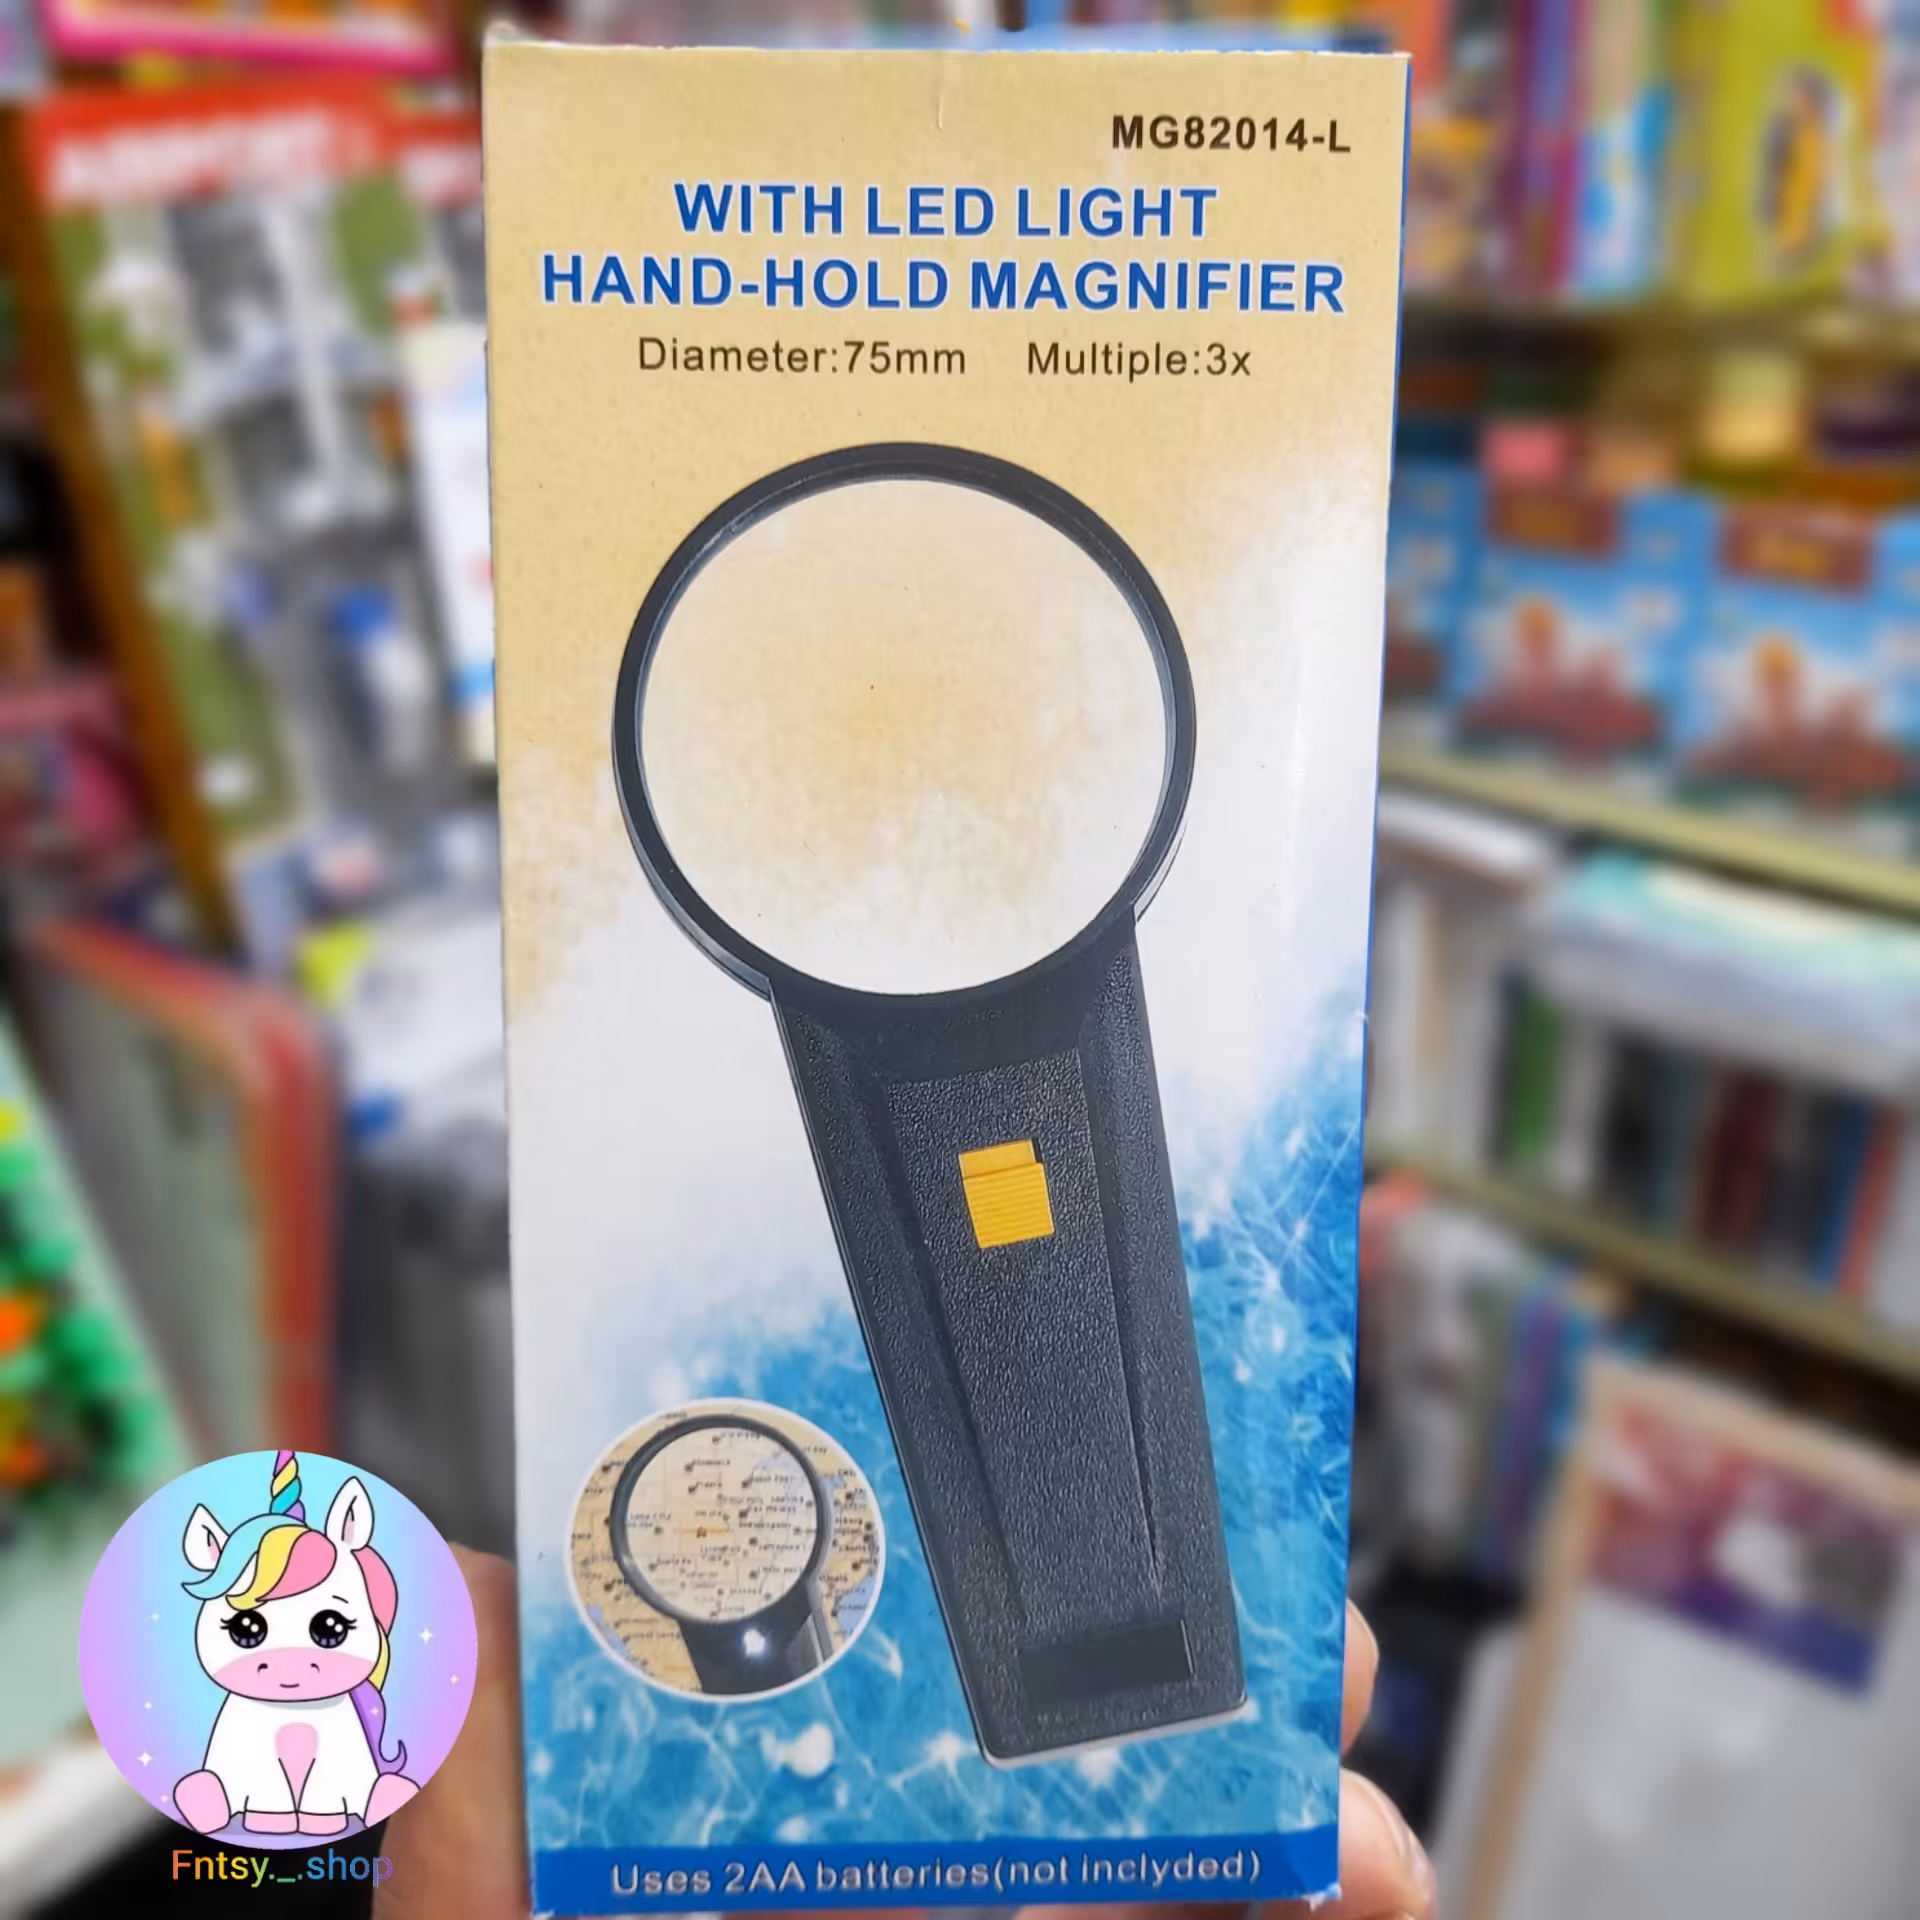 MG82014-L
WITH LED LIGHT
HAND-HOLD MAGNIFIER
Diameter:75mm Multiple:3x
Uses 2AA batteries(not inclyded)
Fntsy._.shop